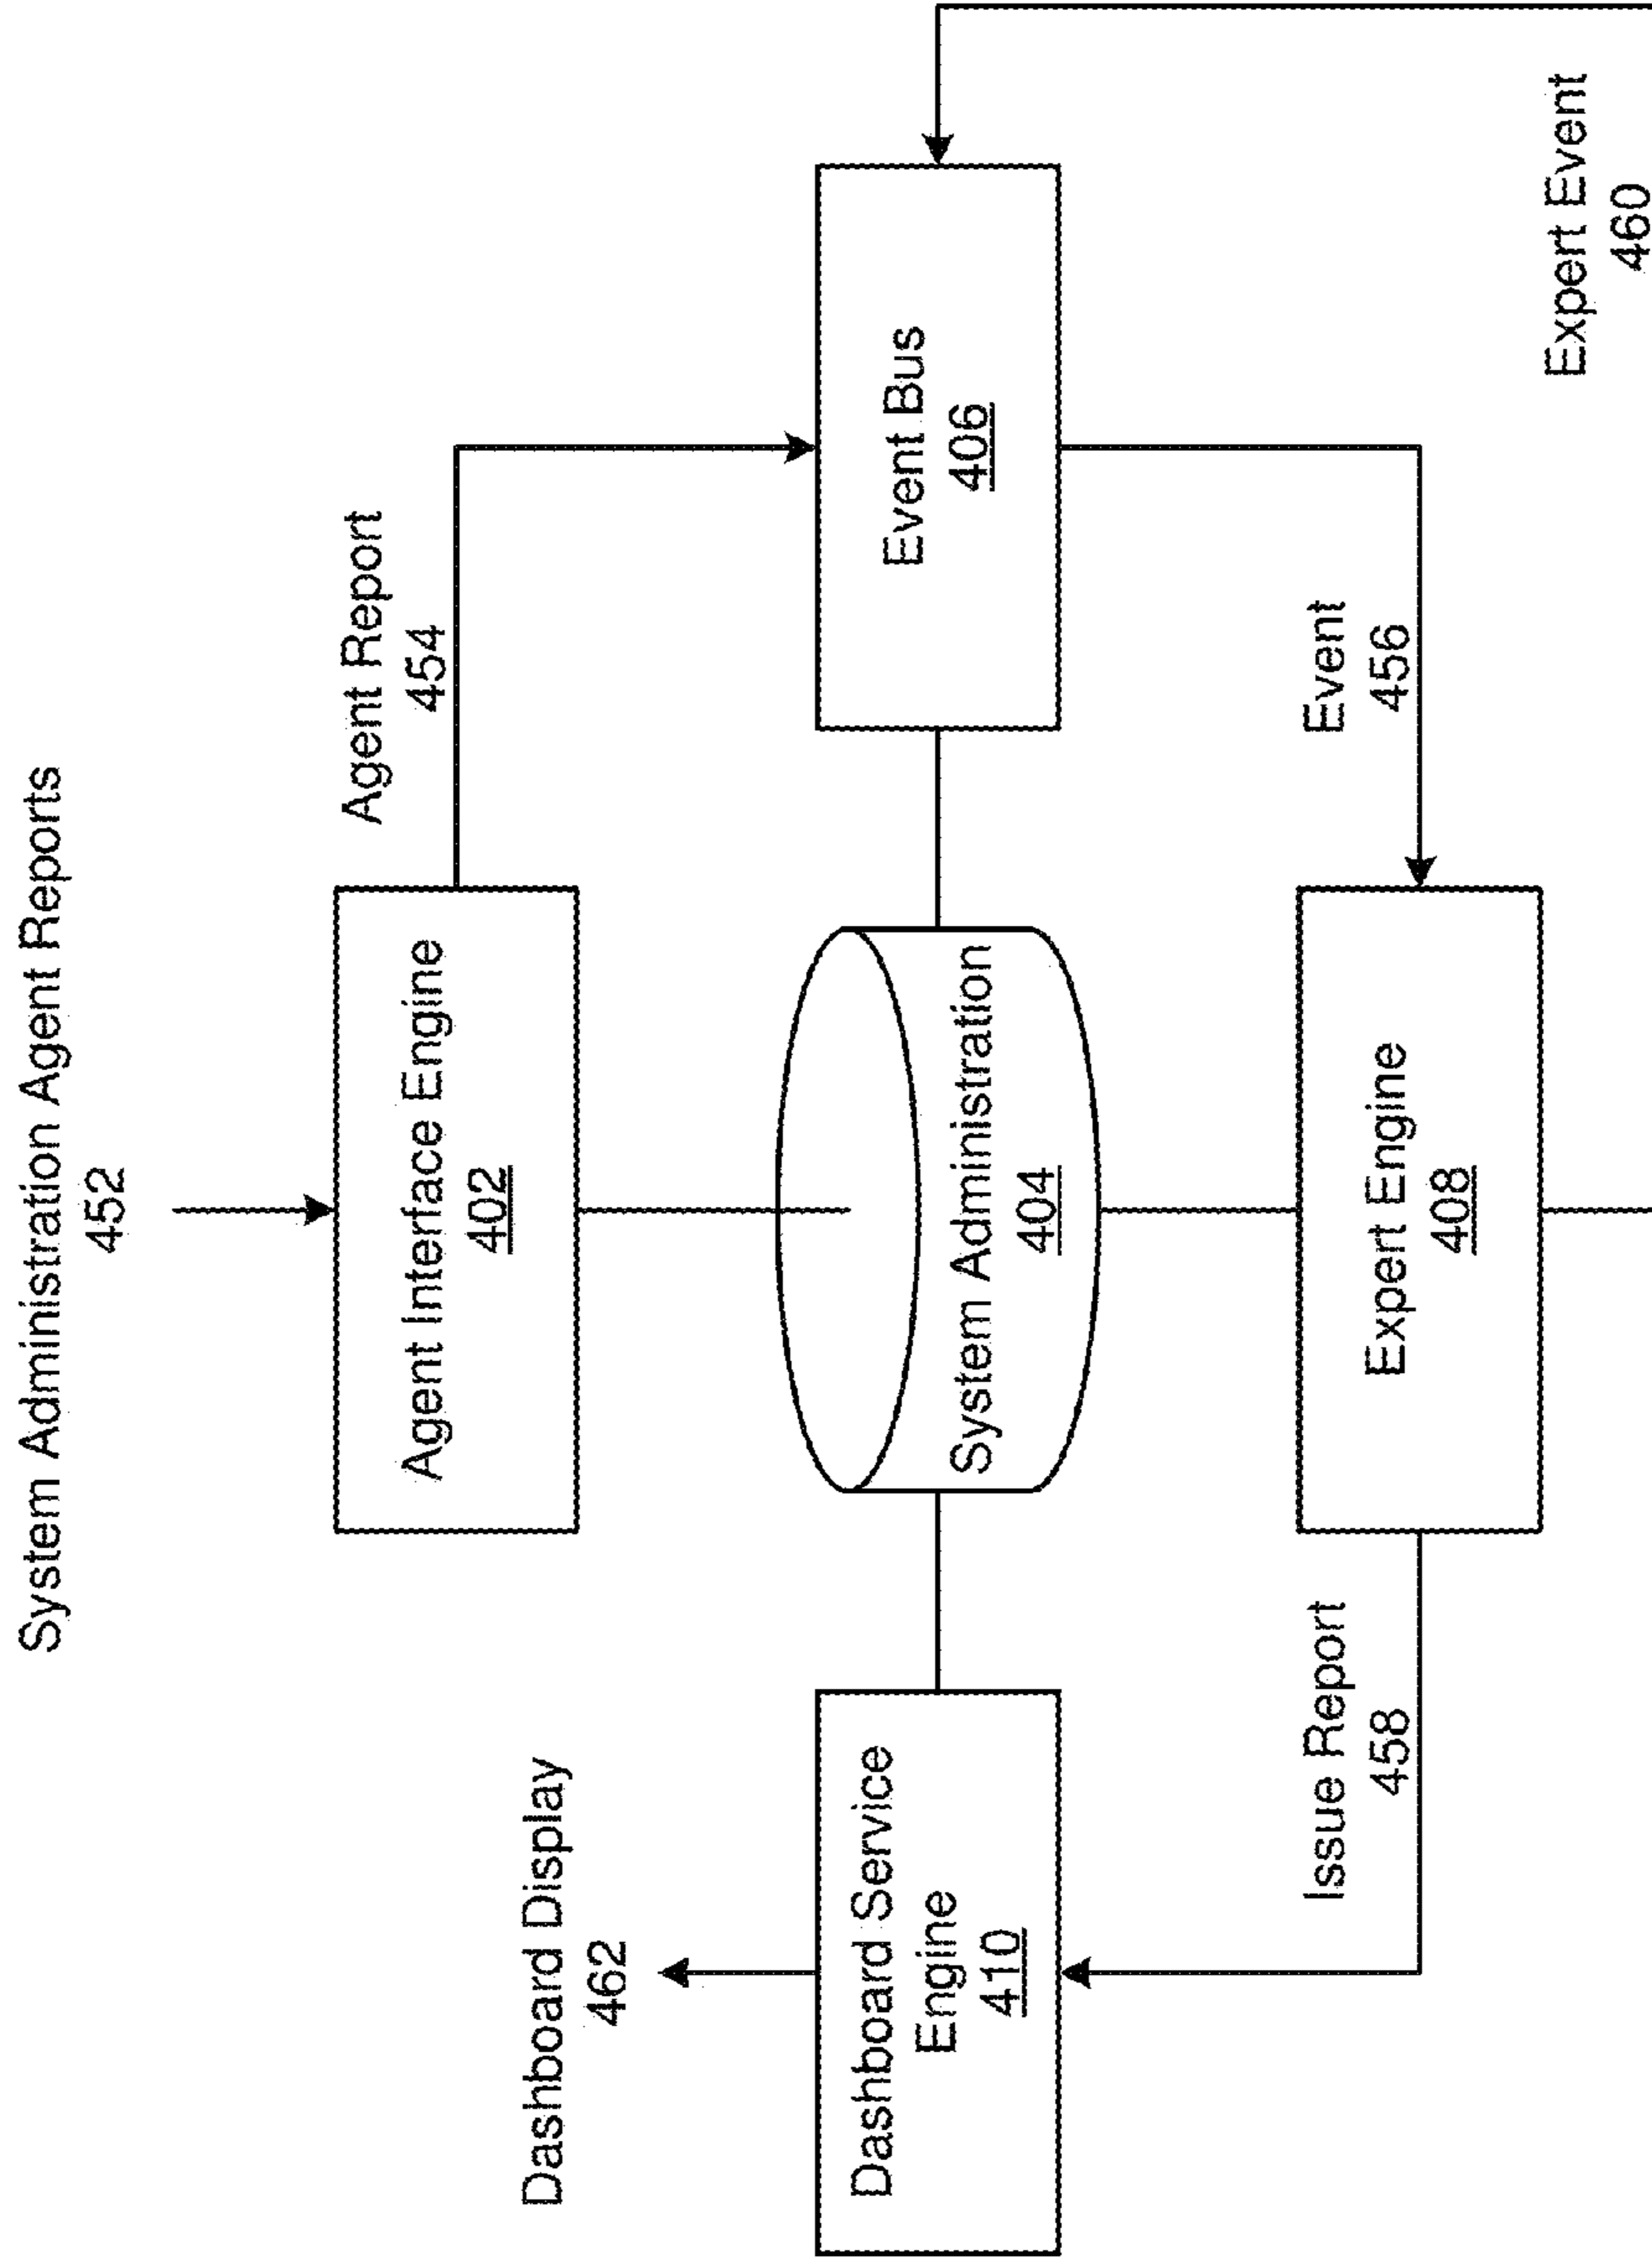 System Administration Agent Reports
452
Agent Interface Engine
402
Agent Report
454
Dashboard Display
462
Dashboard Service
Engine
410
System Administration
404
Event Bus
406
Issue Report
458
Event
456
Expert Engine
408
Expert Event
460